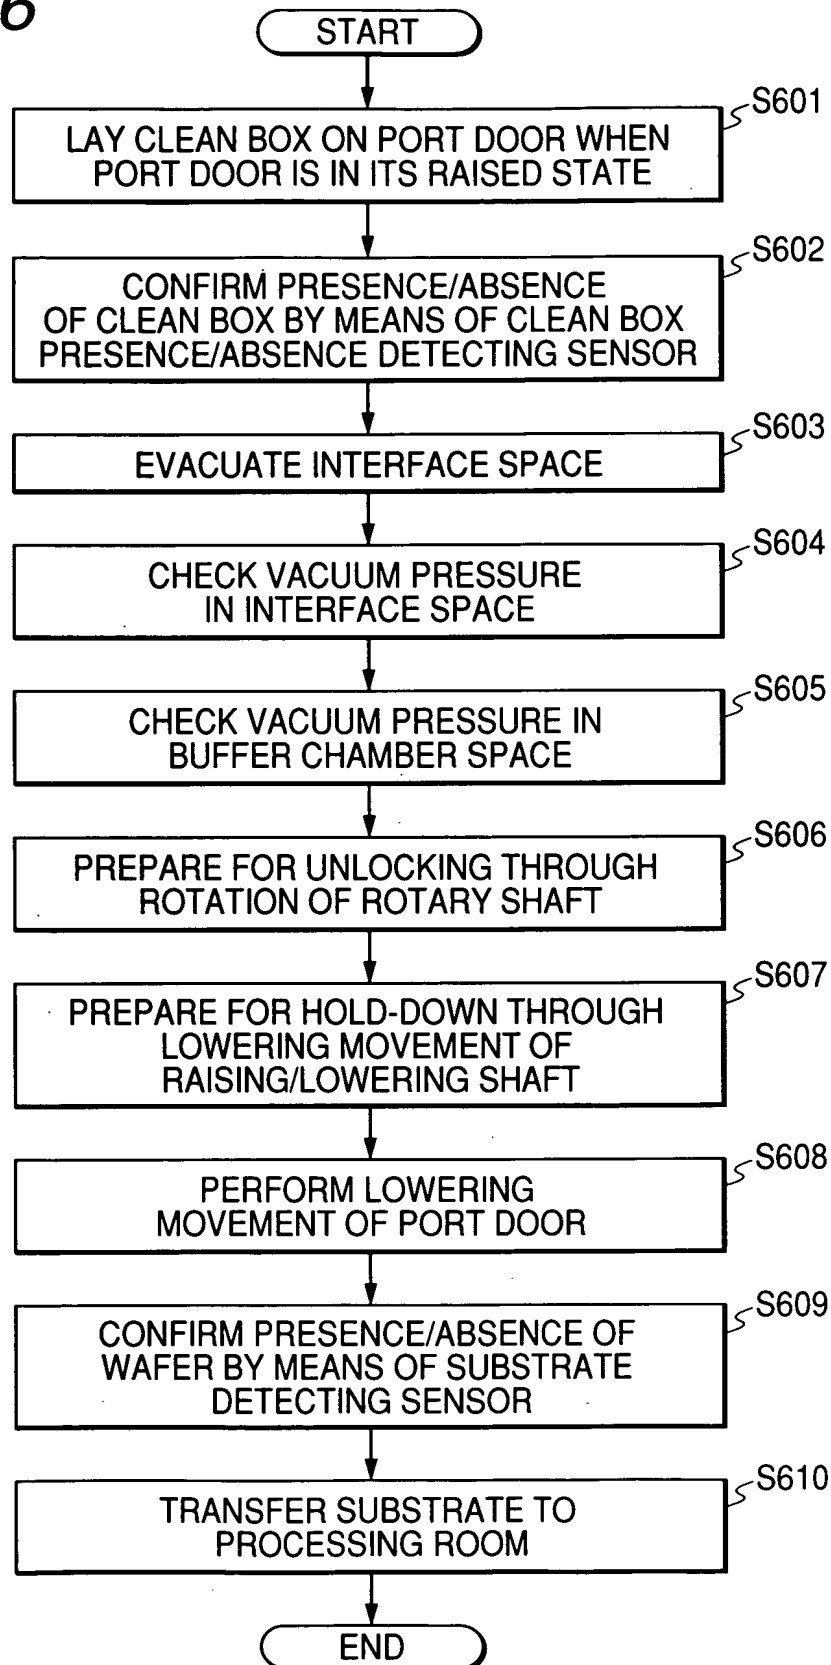 6
START
S601
LAY CLEAN BOX ON PORT DOOR WHEN
PORT DOOR IS IN ITS RAISED STATE
S602
CONFIRM PRESENCE/ABSENCE
OF CLEAN BOX BY MEANS OF CLEAN BOX
PRESENCE/ABSENCE DETECTING SENSOR
S603
EVACUATE INTERFACE SPACE
S604
CHECK VACUUM PRESSURE
IN INTERFACE SPACE
S605
CHECK VACUUM PRESSURE IN
BUFFER CHAMBER SPACE
S606
PREPARE FOR UNLOCKING THROUGH
ROTATION OF ROTARY SHAFT
S607
PREPARE FOR HOLD-DOWN THROUGH
LOWERING MOVEMENT OF
RAISING/LOWERING SHAFT
S608
PERFORM LOWERING
MOVEMENT OF PORT DOOR
S609
CONFIRM PRESENCE/ABSENCE OF
WAFER BY MEANS OF SUBSTRATE
DETECTING SENSOR
S610
TRANSFER SUBSTRATE TO
PROCESSING ROOM
END